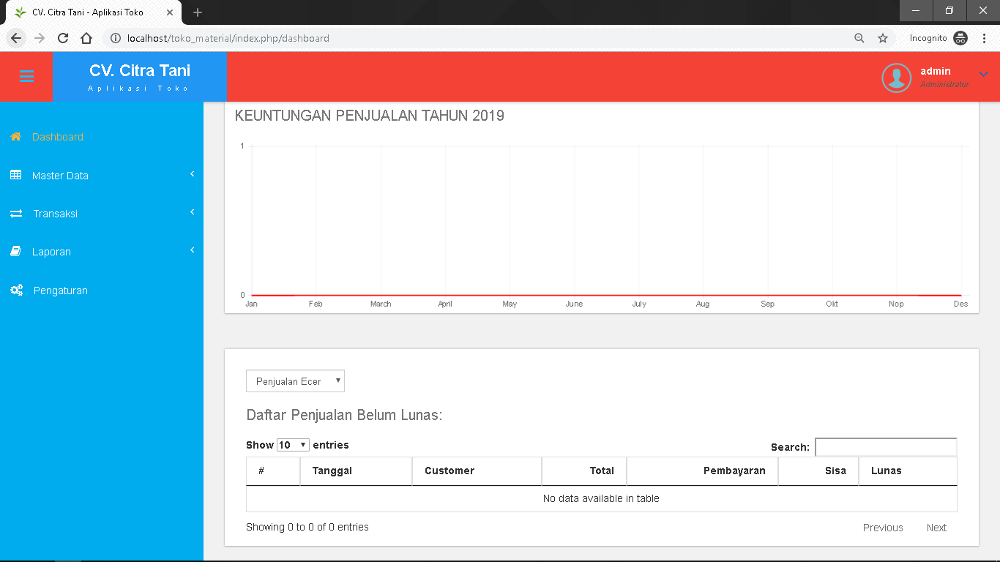 CV. Citra Tani - Aplikasi Toko
localhost/toko_material/index.php/dashboard
Incognito
CV. Citra Tani
Aplikasi Toko
admin
Administrator
Dashboard
Master Data
Transaksi
Laporan
Pengaturan
KEUNTUNGAN PENJUALAN TAHUN 2019
1
0
Jan Feb March April May June July Aug Sep Okt Nop Des
Penjualan Ecer
Daftar Penjualan Belum Lunas:
Show 10 entries
Search:
# Tanggal Customer Total Pembayaran Sisa Lunas
No data available in table
Showing 0 to 0 of 0 entries
Previous Next